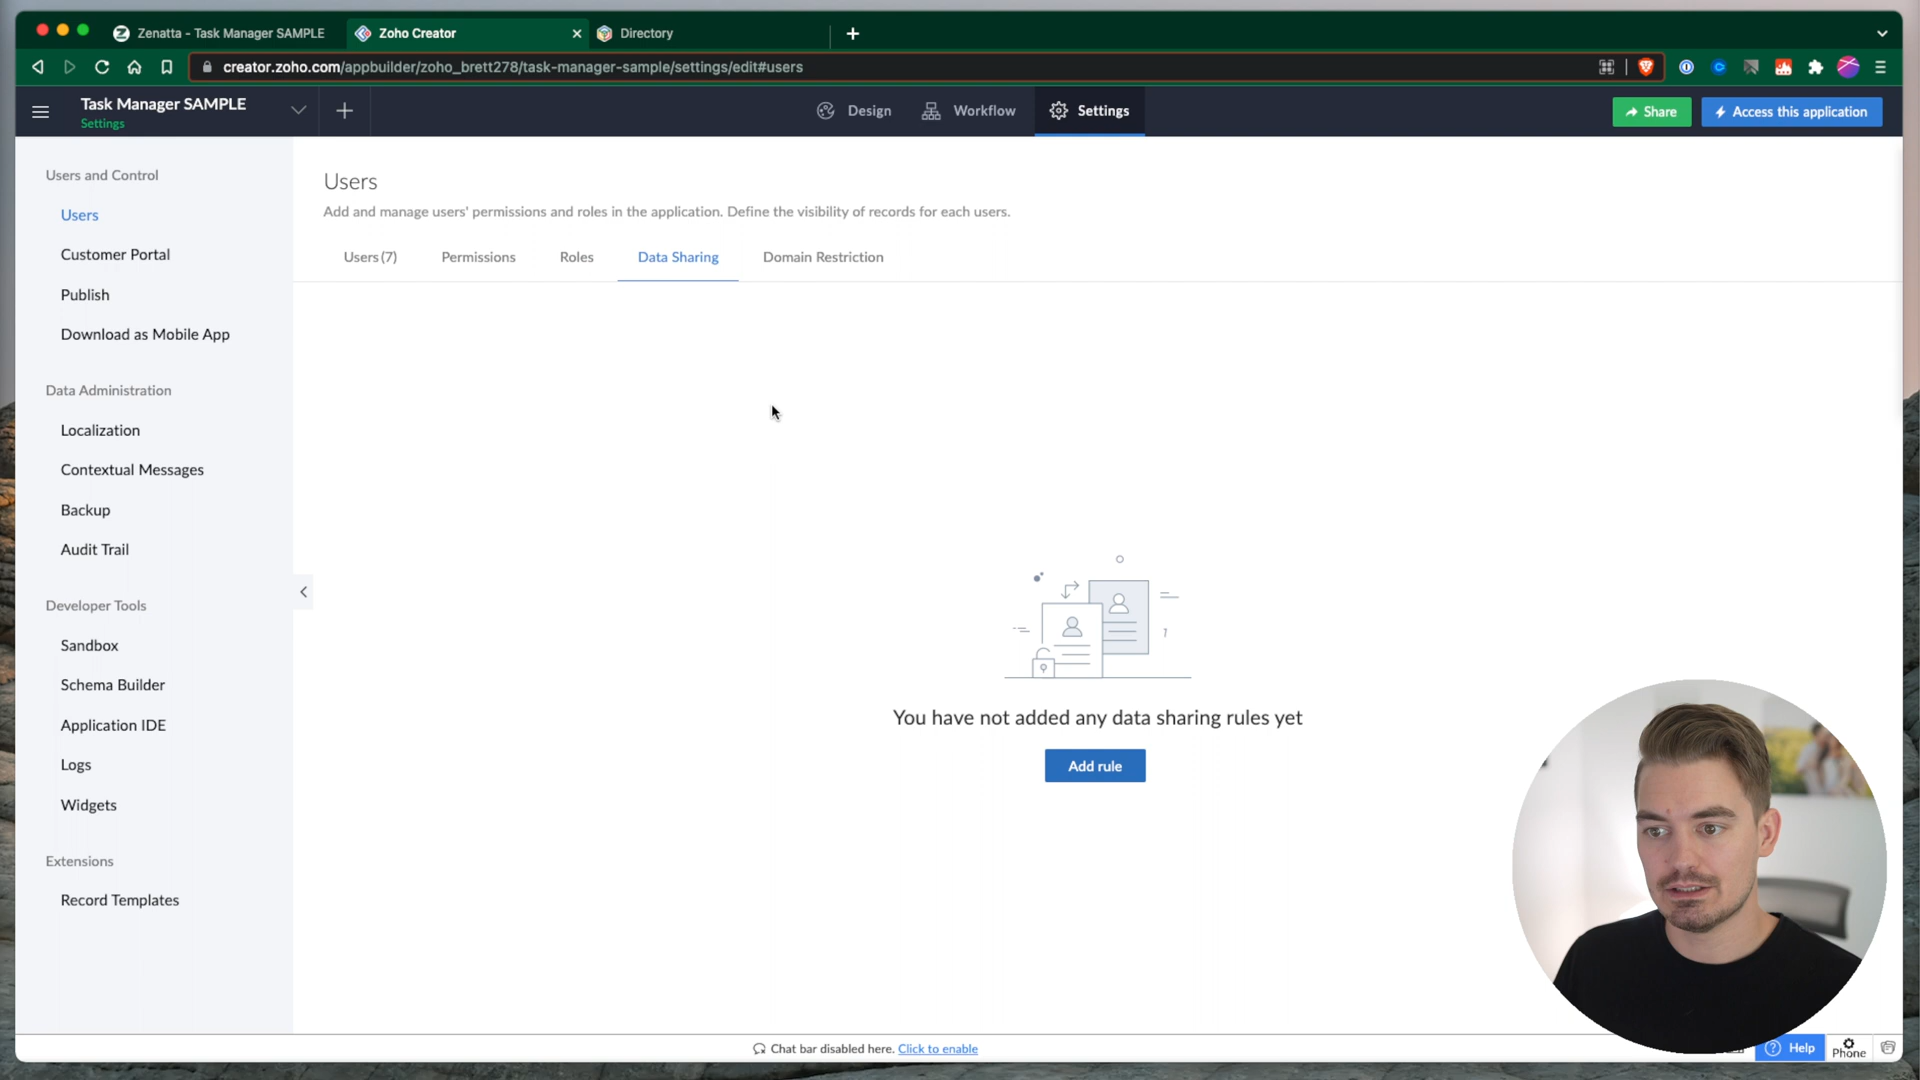 Zenatta - Task Manager SAMPLE
Zoho Creator
Directory
creator.zoho.com/appbuilder/zoho_brett278/task-manager-sample/settings/edit#users
Task Manager SAMPLE
Settings
Design
Workflow
Settings
Share
Access this application
Users and Control
Users
Customer Portal
Publish
Download as Mobile App
Data Administration
Localization
Contextual Messages
Backup
Audit Trail
Developer Tools
Sandbox
Schema Builder
Application IDE
Logs
Widgets
Extensions
Record Templates
Users
Add and manage users' permissions and roles in the application. Define the visibility of records for each users.
Users (7)
Permissions
Roles
Data Sharing
Domain Restriction
You have not added any data sharing rules yet
Add rule
Chat bar disabled here. Click to enable
Help
Phone